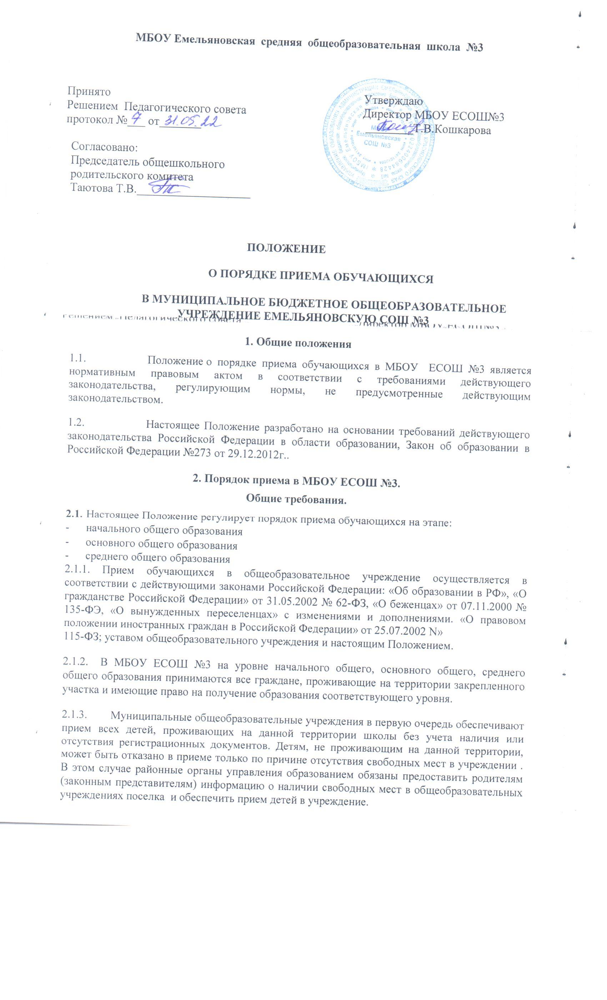 МБОУ Емельяновская средняя общеобразовательная школа №3
Принято
Решением Педагогического совета
протокол № 7 от 31.05.22
Утверждаю
Директор МБОУ ЕСОШ№3
Т.В.Кошкарова
Емельяновская
СОШ №3
Согласовано:
Председатель общешкольного
родительского комитета
Таютова Т.В.
ПОЛОЖЕНИЕ
О ПОРЯДКЕ ПРИЕМА ОБУЧАЮЩИХСЯ
В МУНИЦИПАЛЬНОЕ БЮДЖЕТНОЕ ОБЩЕОБРАЗОВАТЕЛЬНОЕ
УЧРЕЖДЕНИЕ ЕМЕЛЬЯНОВСКУЮ СОШ №3
1. Общие положения
1.1. Положение о порядке приема обучающихся в МБОУ ЕСОШ №3 является
нормативным правовым актом в соответствии с требованиями действующего
законодательства, регулирующим нормы, не предусмотренные действующим
законодательством.
1.2. Настоящее Положение разработано на основании требований действующего
законодательства Российской Федерации в области образовании, Закон об образовании в
Российской Федерации №273 от 29.12.2012г..
2. Порядок приема в МБОУ ЕСОШ №3.
Общие требования.
2.1. Настоящее Положение регулирует порядок приема обучающихся на этапе:
- начального общего образования
- основного общего образования
- среднего общего образования
2.1.1. Прием обучающихся в общеобразовательное учреждение осуществляется в
соответствии с действующими законами Российской Федерации: «Об образовании в РФ», «О
гражданстве Российской Федерации» от 31.05.2002 № 62-ФЗ, «О беженцах» от 07.11.2000 №
135-ФЭ, «О вынужденных переселенцах» с изменениями и дополнениями. «О правовом
положении иностранных граждан в Российской Федерации» от 25.07.2002 N»
115-ФЗ; уставом общеобразовательного учреждения и настоящим Положением.
2.1.2. В МБОУ ЕСОШ №3 на уровне начального общего, основного общего, среднего
общего образования принимаются все граждане, проживающие на территории закрепленного
участка и имеющие право на получение образования соответствующего уровня.
2.1.3. Муниципальные общеобразовательные учреждения в первую очередь обеспечивают
прием всех детей, проживающих на данной территории школы без учета наличия или
отсутствия регистрационных документов. Детям, не проживающим на данной территории,
может быть отказано в приеме только по причине отсутствия свободных мест в учреждении .
В этом случае районные органы управления образованием обязаны предоставить родителям
(законным представителям) информацию о наличии свободных мест в общеобразовательных
учреждениях поселка и обеспечить прием детей в учреждение.